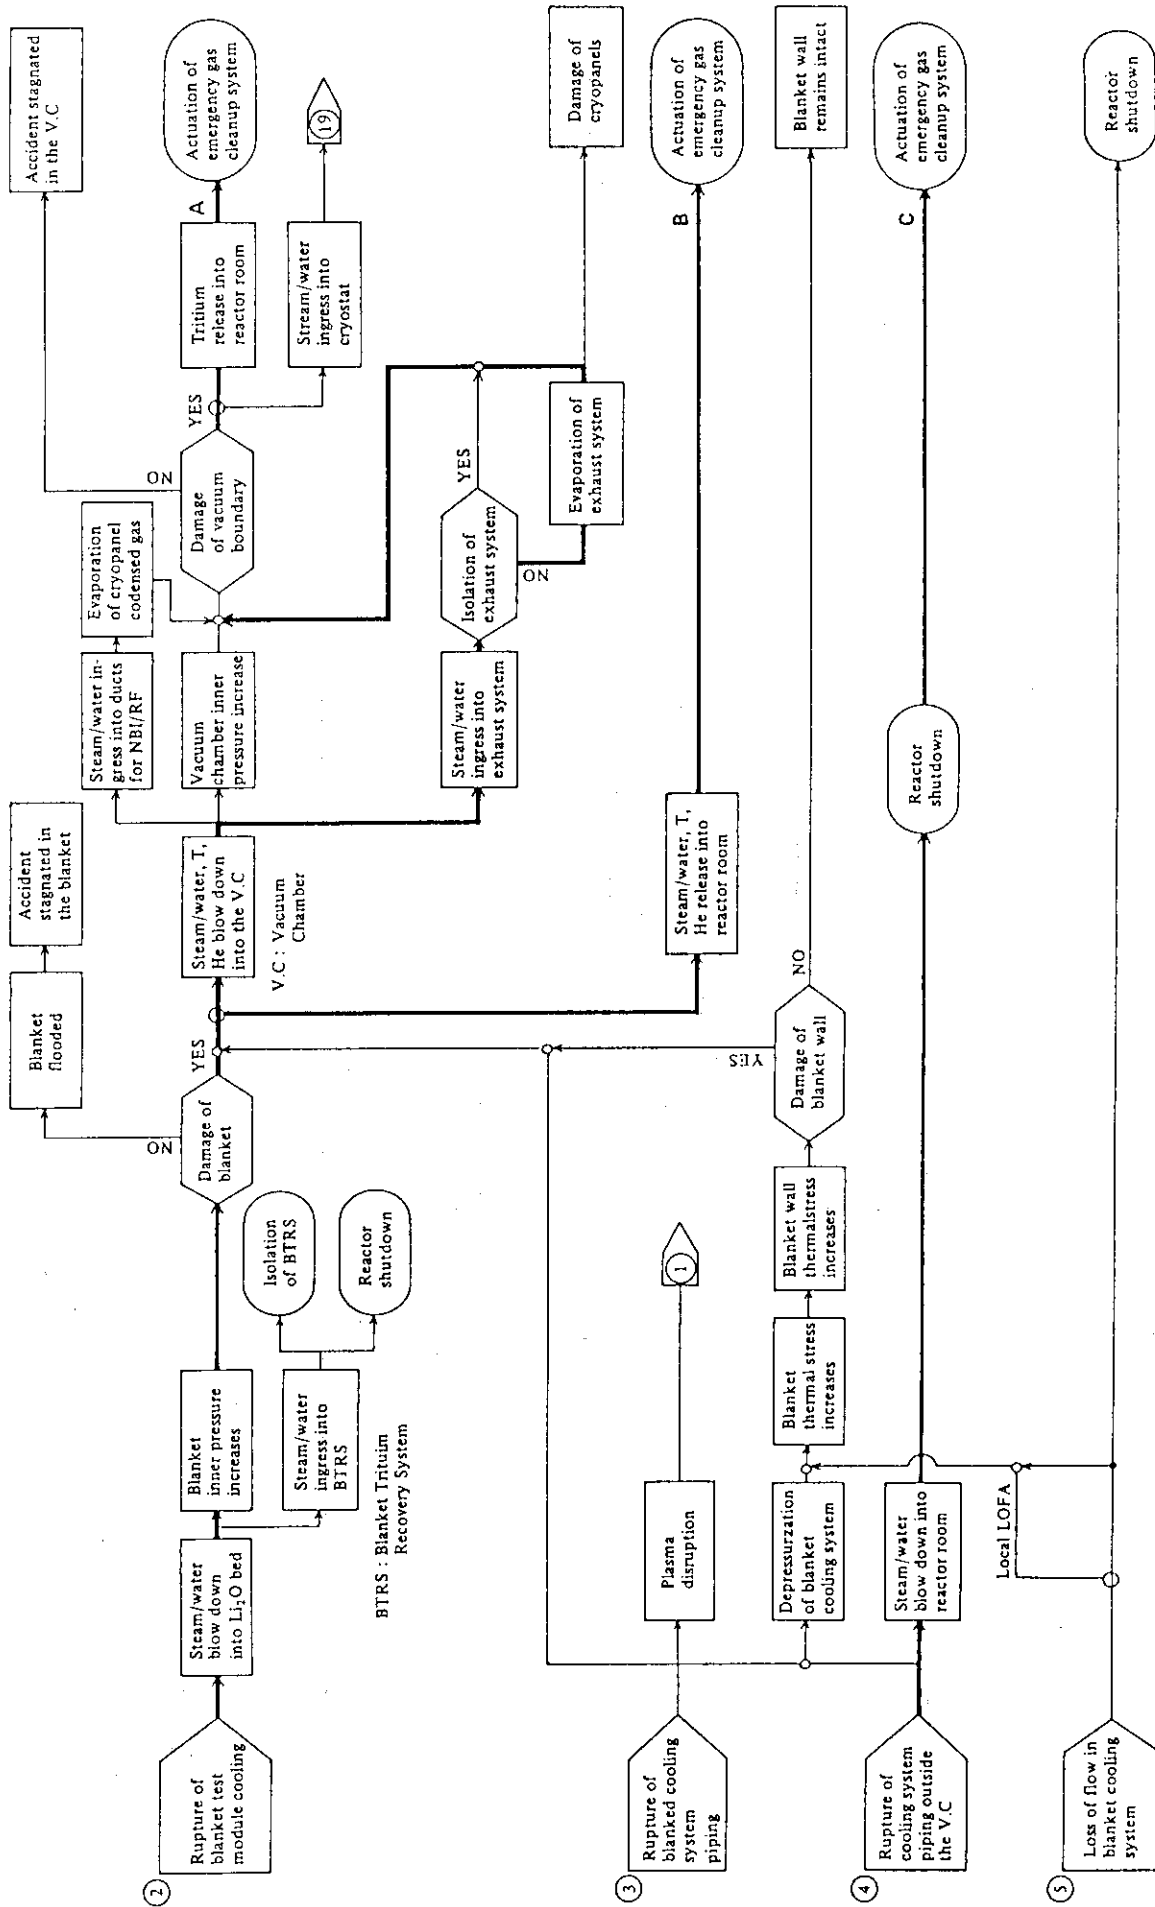 2
Rupture of
blanket test
module cooling
Steam/water
blow down
into Li₂O bed
Blanket
inner pressure
increases
Steam/water
ingress into
BTRS
Isolation
of BTRS
Reactor
shutdown
BTRS : Blanket Trituim
Recovery System
Damage of
blanket
NO
YES
Blanket
flooded
Accident
stagnated in
the blanket
Steam/water, T,
He blow down
into the V.C
V.C : Vacuum
Chamber
Steam/water in-
gress into ducts
for NBI/RF
Evaporation
of cryopanel
codensed gas
Vacuum
chamber inner
pressure increase
Damage
of vacuum
boundary
NO
YES
Accident stagnated
in the V.C
Tritium
release into
reactor room
A
Actuation of
emergency gas
cleanup system
Stream/water
ingress into
cryostat
19
Steam/water
ingress into
exhaust system
Isolation of
exhaust system
YES
NO
Evaporation of
exhaust system
Damage of
cryopanels
3
Rupture of
blanked cooling
system
piping
Plasma
disruption
1
Steam/water, T,
He release into
reactor room
B
Actuation of
emergency gas
cleanup system
Depressurzation
of blanket
cooling system
Blanket
thermal stress
increases
Blanket wall
thermalstress
increases
Damage of
blanket wall
YES
NO
Blanket wall
remains intact
4
Rupture of
cooling system
piping outside
the V.C
Steam/water
blow down into
reactor room
Reactor
shutdown
C
Actuation of
emergency gas
cleanup system
Local LOFA
5
Loss of flow in
blanket cooling
system
Reactor
shutdown